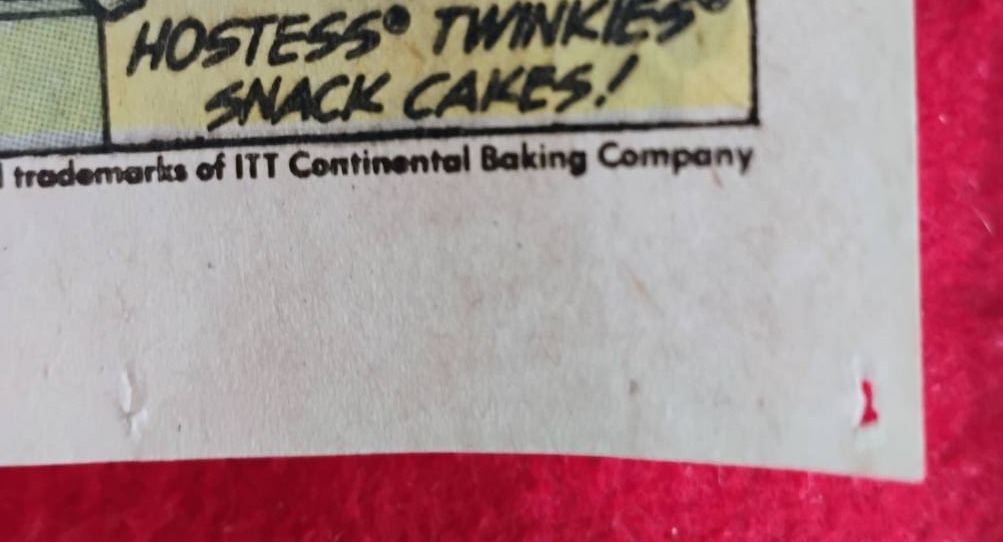 HOSTESS® TWINKIES®
SNACK CAKES!
trademarks of ITT Continental Baking Company